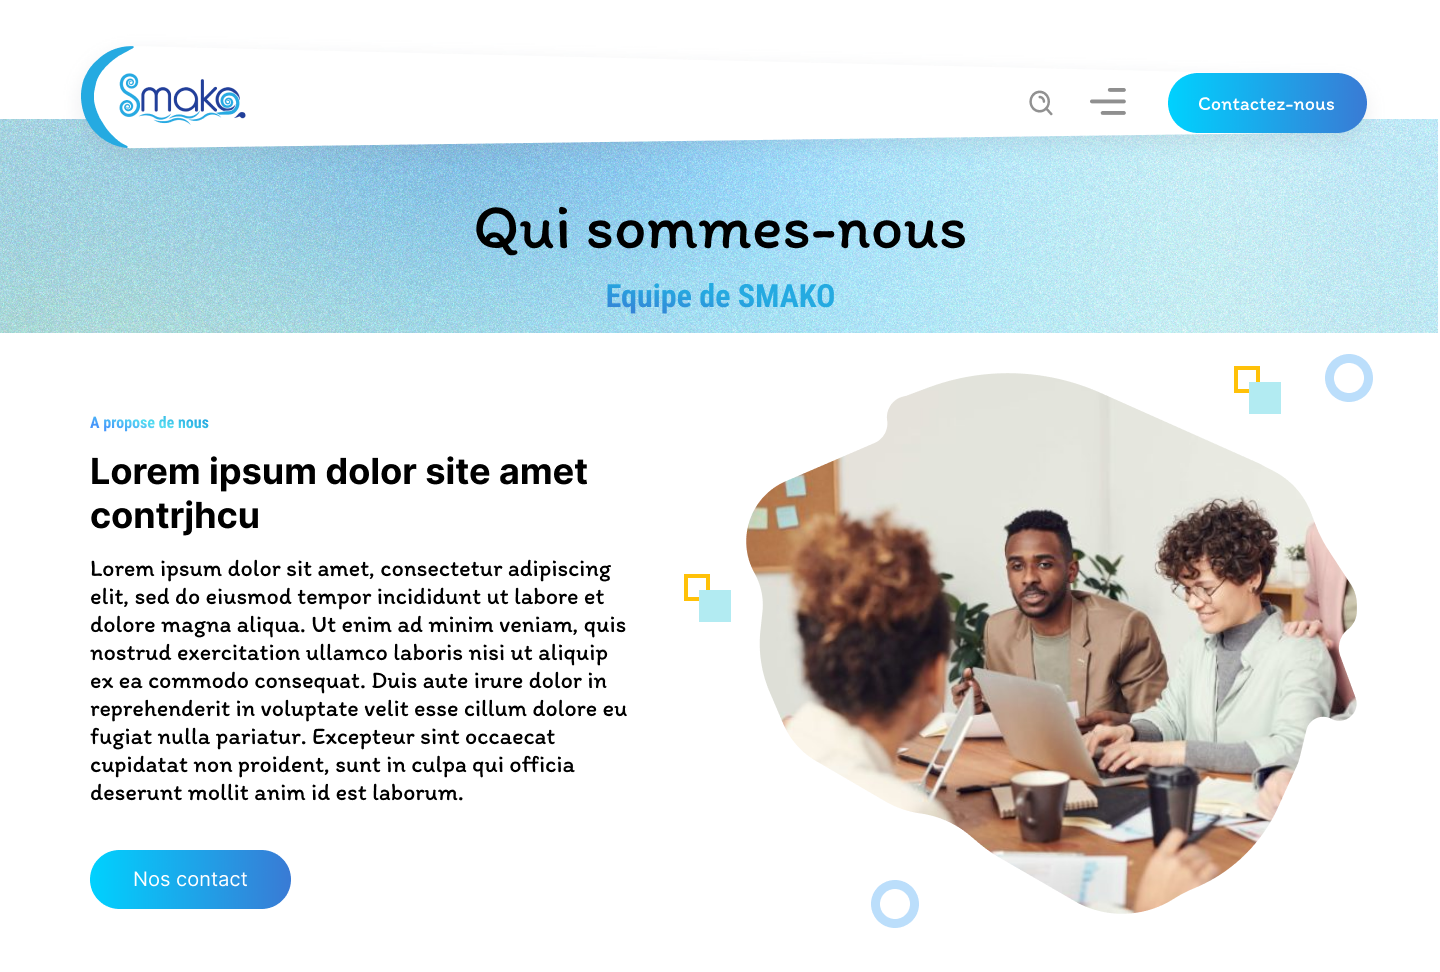 Smako
Contactez-nous
Qui sommes-nous
Equipe de SMAKO
A propose de nous
Lorem ipsum dolor site amet
contrjhcu
Lorem ipsum dolor sit amet, consectetur adipiscing
elit, sed do eiusmod tempor incididunt ut labore et
dolore magna aliqua. Ut enim ad minim veniam, quis
nostrud exercitation ullamco laboris nisi ut aliquip
ex ea commodo consequat. Duis aute irure dolor in
reprehenderit in voluptate velit esse cillum dolore eu
fugiat nulla pariatur. Excepteur sint occaecat
cupidatat non proident, sunt in culpa qui officia
deserunt mollit anim id est laborum.
Nos contact